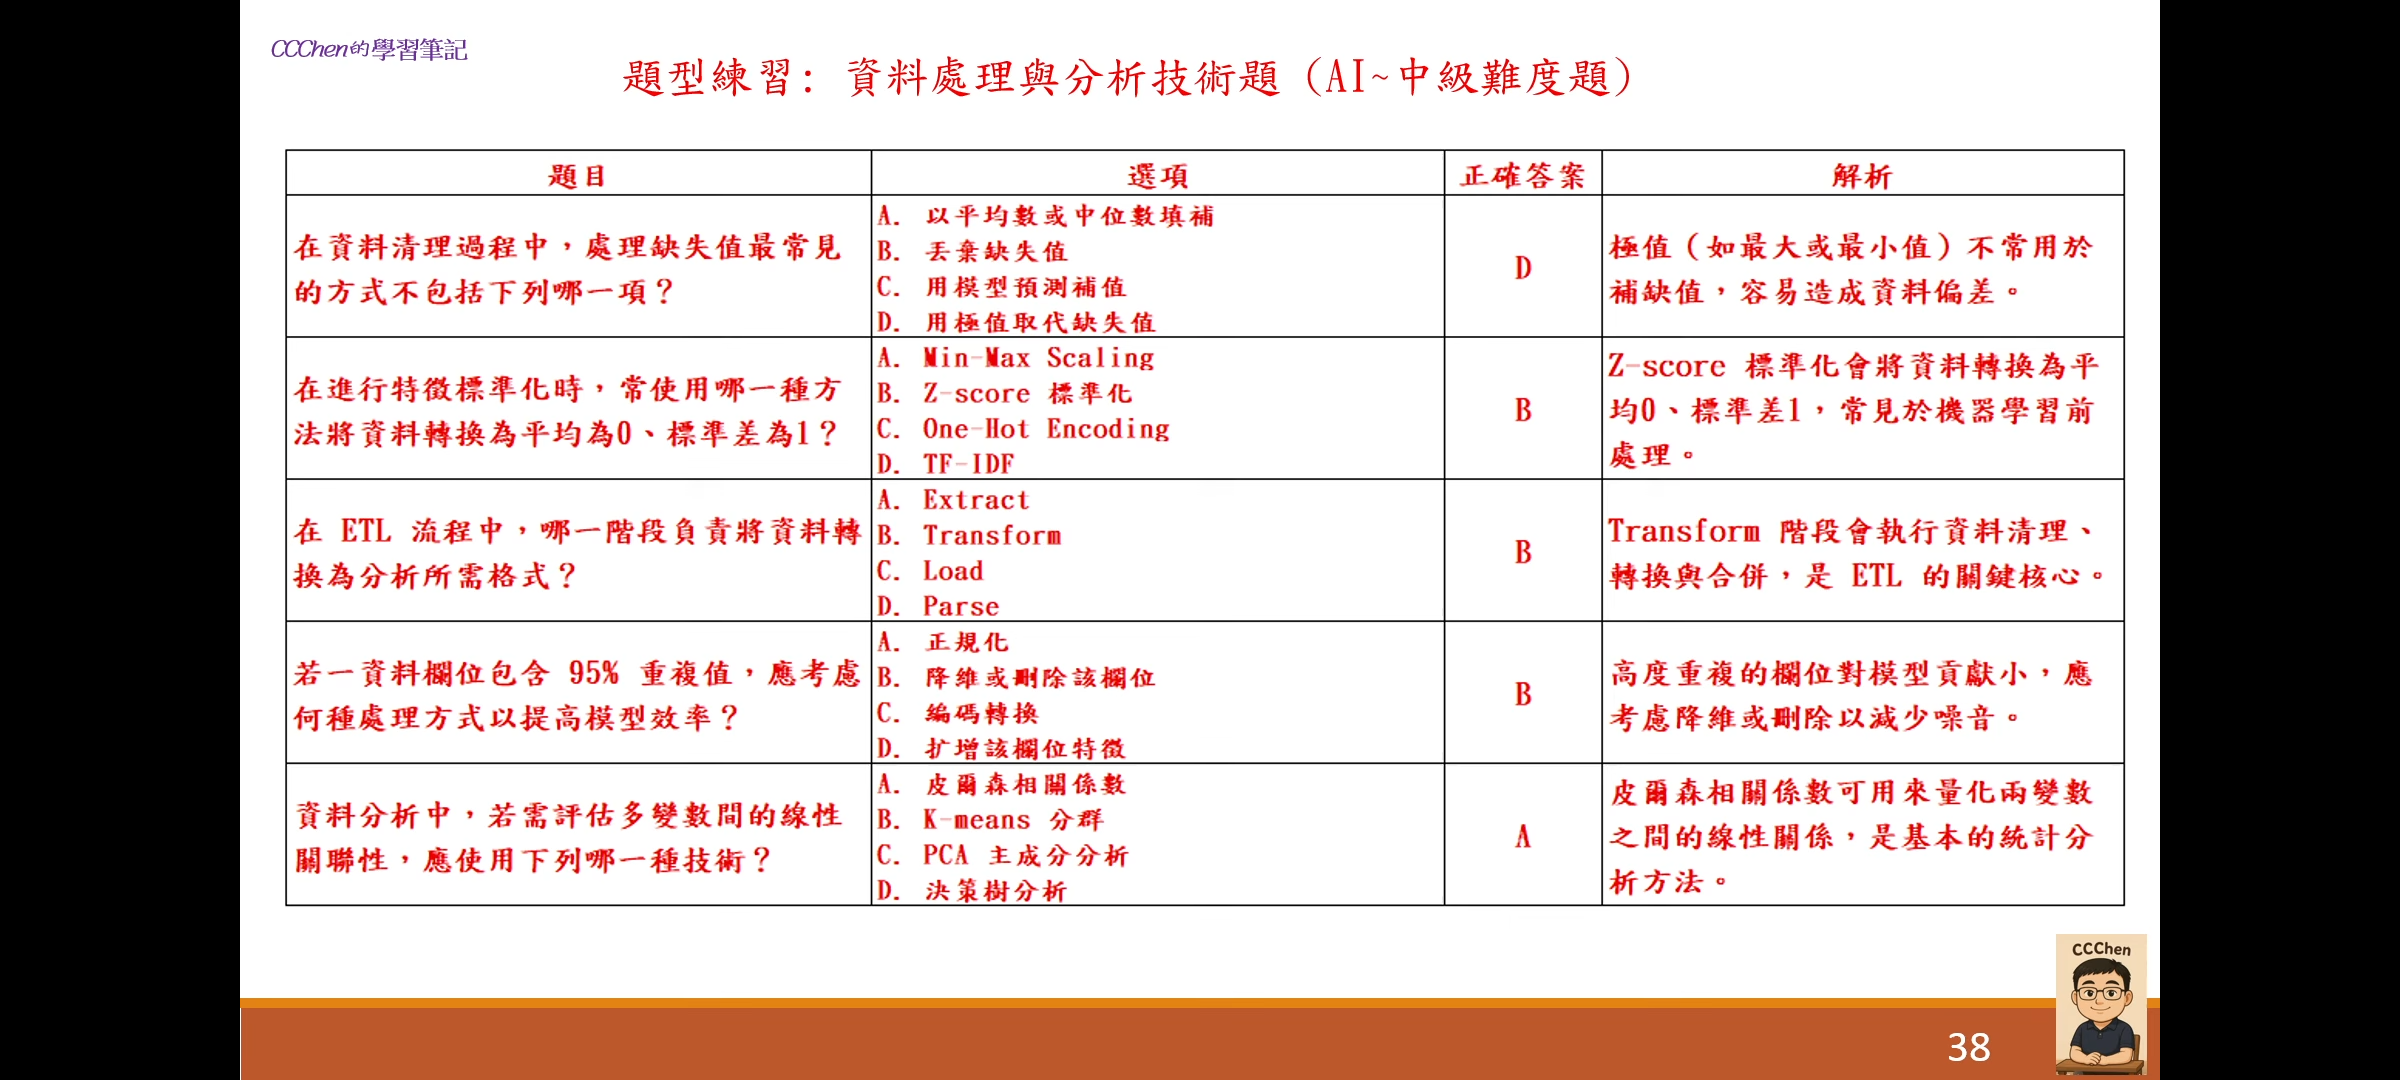 CCChen的學習筆記
題型練習: 資料處理與分析技術題 (AI~中級難度題)
題目
選項
正確答案
解析
在資料清理過程中，處理缺失值最常見
的方式不包括下列哪一項？
A. 以平均數或中位數填補
B. 丟棄缺失值
C. 用模型預測補值
D. 用極值取代缺失值
D
極值（如最大或最小值）不常用於
補缺值，容易造成資料偏差。
在進行特徵標準化時，常使用哪一種方
法將資料轉換為平均為0、標準差為1？
A. Min-Max Scaling
B. Z-score 標準化
C. One-Hot Encoding
D. TF-IDF
B
Z-score 標準化會將資料轉換為平
均0、標準差1，常見於機器學習前
處理。
在 ETL 流程中，哪一階段負責將資料轉
換為分析所需格式？
A. Extract
B. Transform
C. Load
D. Parse
B
Transform 階段會執行資料清理、
轉換與合併，是 ETL 的關鍵核心。
若一資料欄位包含 95% 重複值，應考慮
何種處理方式以提高模型效率？
A. 正規化
B. 降維或刪除該欄位
C. 編碼轉換
D. 扩增該欄位特徵
B
高度重複的欄位對模型貢獻小，應
考慮降維或刪除以減少噪音。
資料分析中，若需評估多變數間的線性
關聯性，應使用下列哪一種技術？
A. 皮爾森相關係數
B. K-means 分群
C. PCA 主成分分析
D. 決策樹分析
A
皮爾森相關係數可用來量化兩變數
之間的線性關係，是基本的統計分
析方法。
CCChen
38